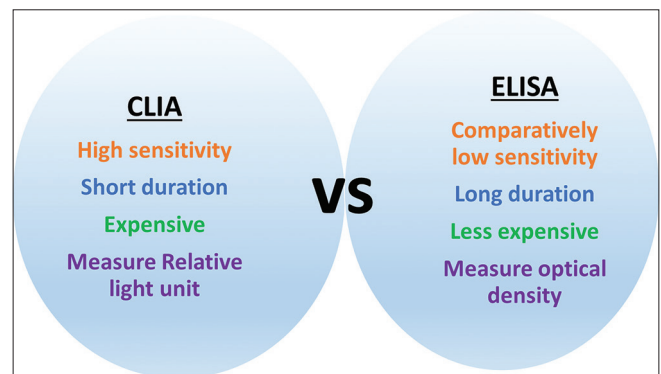 CLIA
High sensitivity
Short duration
Expensive
Measure Relative
light unit
VS
ELISA
Comparatively
low sensitivity
Long duration
Less expensive
Measure optical
density